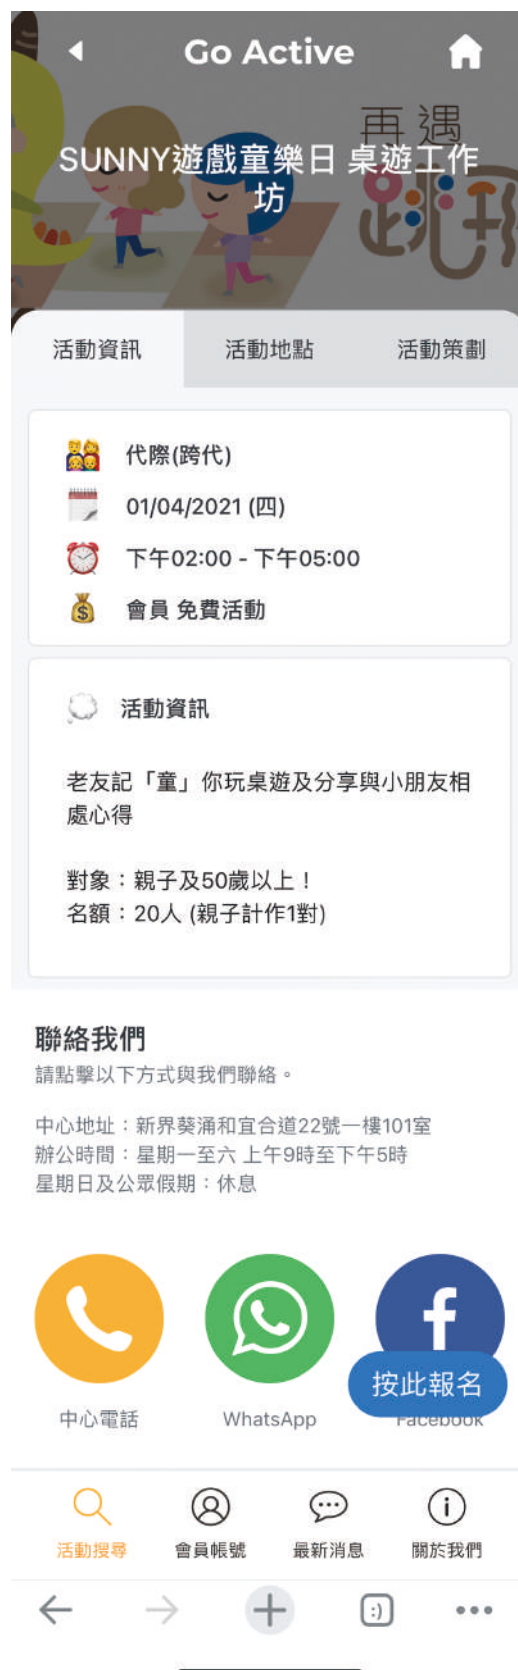 Go Active
再遇
SUNNY遊戲童樂日 桌遊工作
坊
活動資訊
活動地點
活動策劃
代際(跨代)
01/04/2021 (四)
下午02:00 - 下午05:00
會員 免費活動
活動資訊
老友記「童」你玩桌遊及分享與小朋友相
處心得
對象：親子及50歲以上！
名額：20人 (親子計作1對)
聯絡我們
請點擊以下方式與我們聯絡。
中心地址：新界葵涌和宜合道22號一樓101室
辦公時間：星期一至六 上午9時至下午5時
星期日及公眾假期：休息
按此報名
中心電話
WhatsApp
Facebook
活動搜尋
會員帳號
最新消息
關於我們
:)